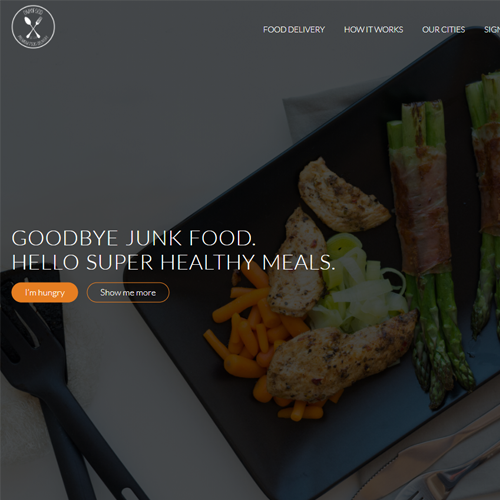 FOOD DELIVERY HOW IT WORKS OUR CITIES SIGN
GOODBYE JUNK FOOD.
HELLO SUPER HEALTHY MEALS.
I'm hungry Show me more